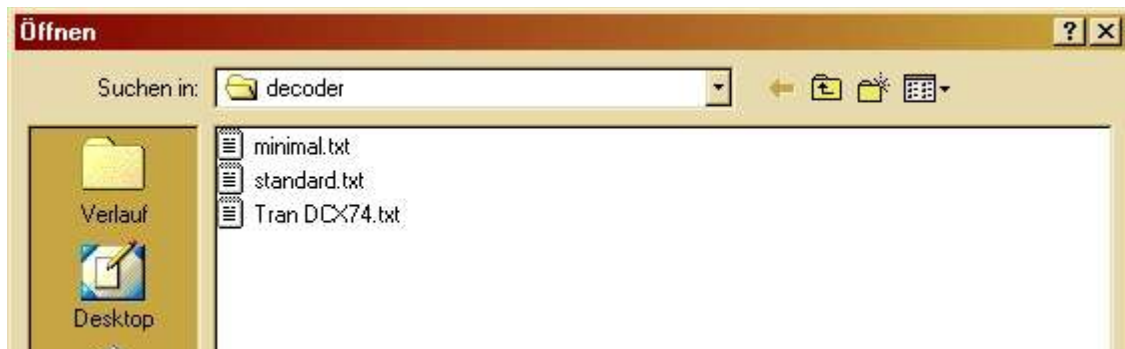 Öffnen
Suchen in: decoder
minimal.txt
standard.txt
Tran DCX74.txt
Verlauf
Desktop